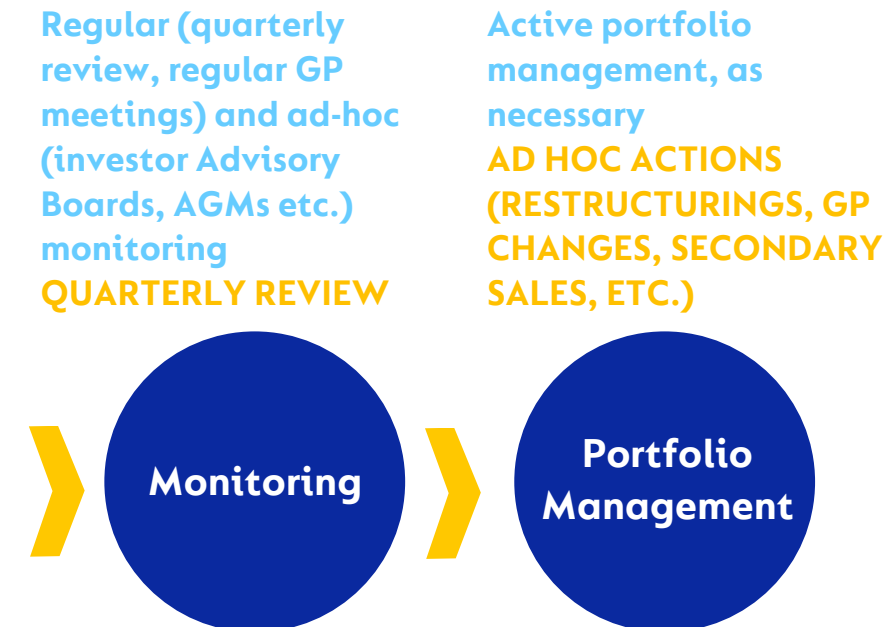 Regular (quarterly
review, regular GP
meetings) and ad-hoc
(investor Advisory
Boards, AGMs etc.)
monitoring
QUARTERLY REVIEW
Active portfolio
management, as
necessary
AD HOC ACTIONS
(RESTRUCTURINGS, GP
CHANGES, SECONDARY
SALES, ETC.)
Monitoring
Portfolio
Management